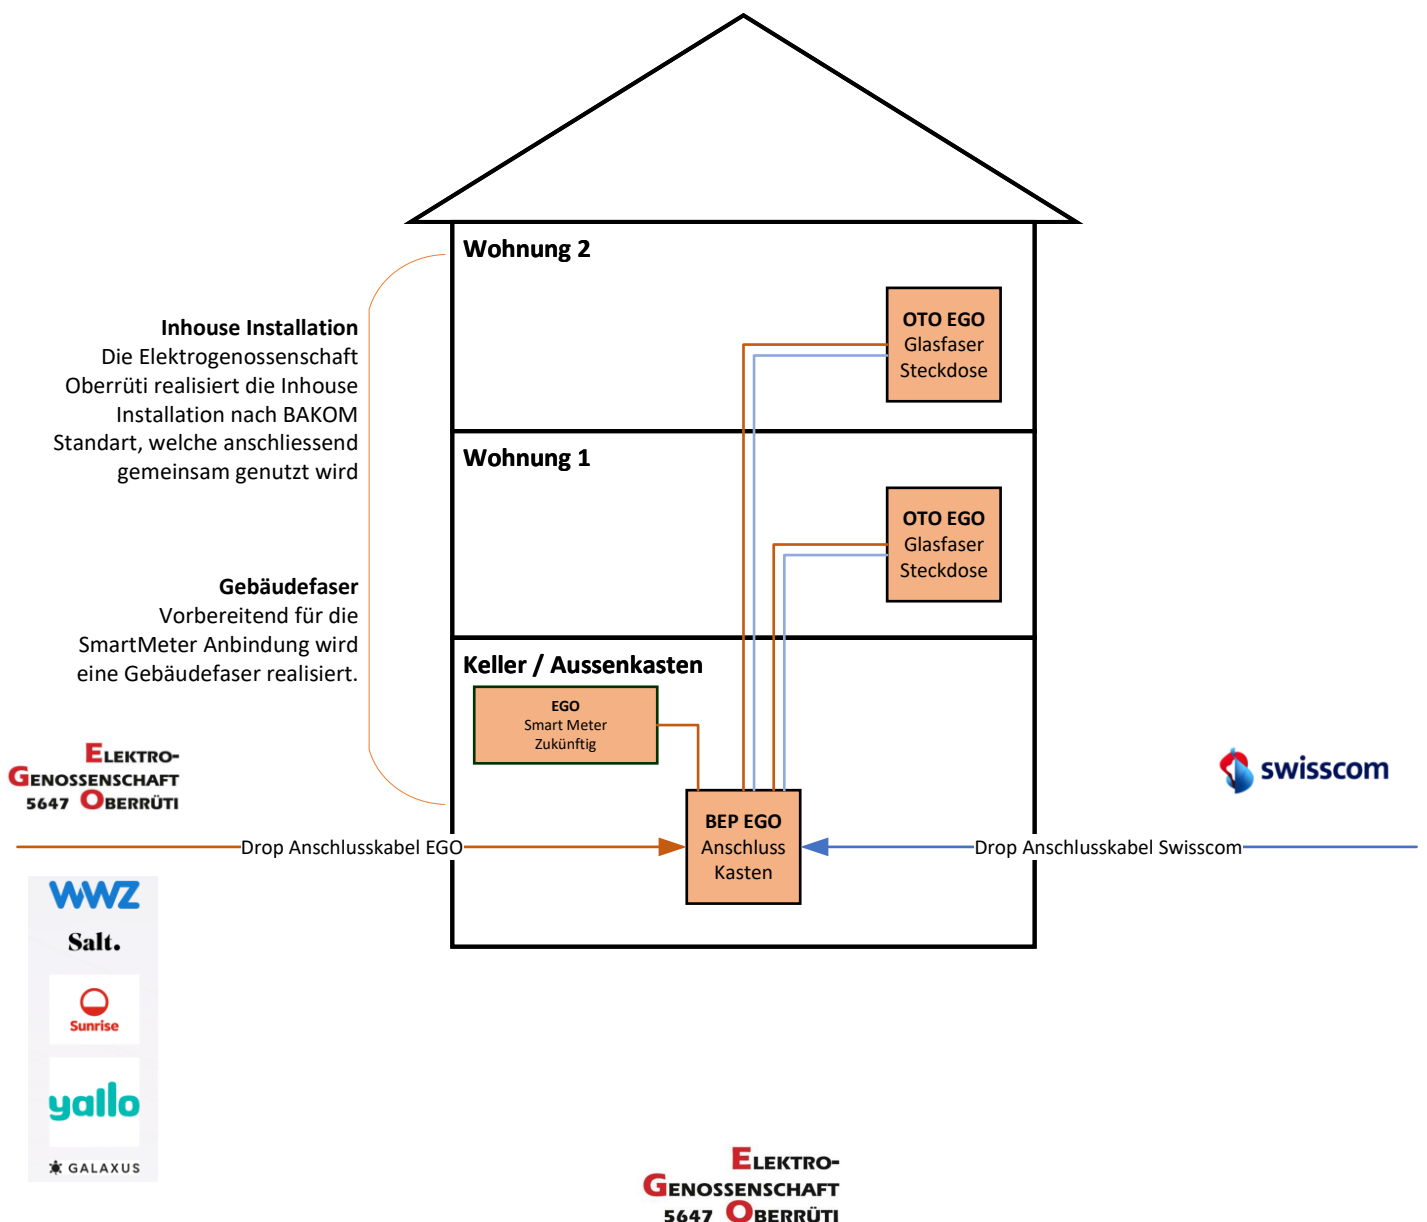 Wohnung 2
OTO EGO
Glasfaser
Steckdose
Inhouse Installation
Die Elektrogenossenschaft
Oberrüti realisiert die Inhouse
Installation nach BAKOM
Standart, welche anschliessend
gemeinsam genutzt wird
Wohnung 1
OTO EGO
Glasfaser
Steckdose
Gebäudefaser
Vorbereitend für die
SmartMeter Anbindung wird
eine Gebäudefaser realisiert.
Keller / Aussenkasten
EGO
Smart Meter
Zukünftig
ELEKTRO-
GENOSSENSCHAFT
5647 OBERRÜTI
swisscom
BEP EGO
Anschluss
Kasten
Drop Anschlusskabel EGO
Drop Anschlusskabel Swisscom
WWZ
Salt.
Sunrise
yallo
GALAXUS
ELEKTRO-
GENOSSENSCHAFT
5647 OBERRÜTI